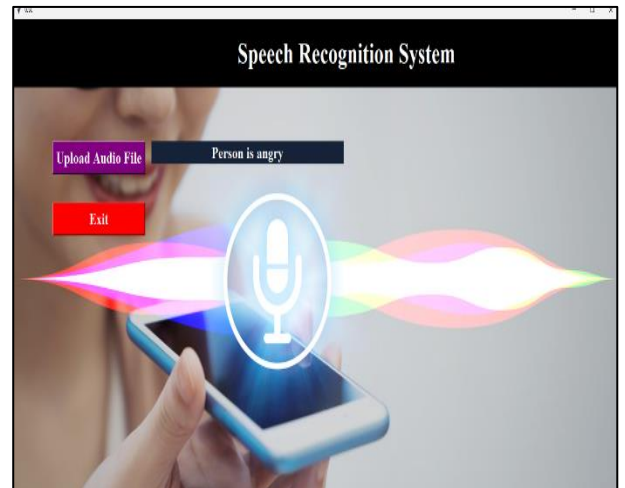 Speech Recognition System
Upload Audio File
Person is angry
Exit